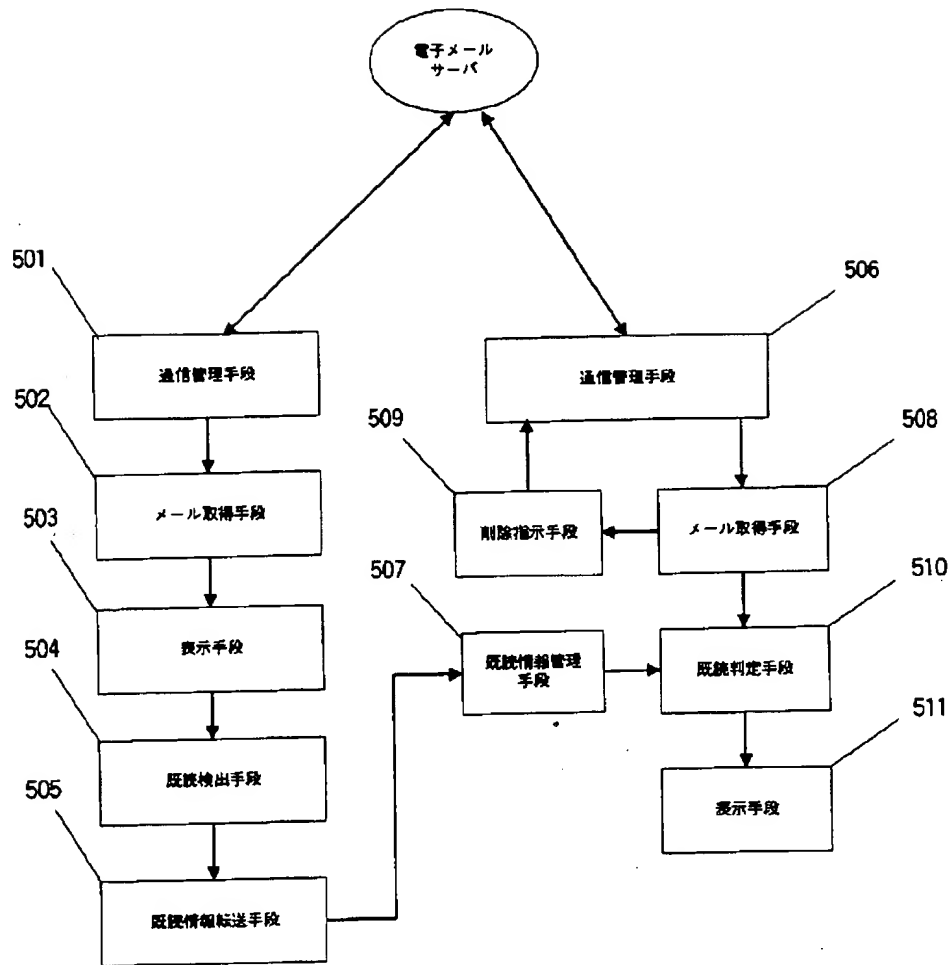 電子メール
サーバ
501
506
通信管理手段
通信管理手段
502
509
508
メール取得手段
削除指示手段
メール取得手段
503
507
510
表示手段
既読情報管理
手段
既読判定手段
504
511
既読検出手段
表示手段
505
既読情報転送手段